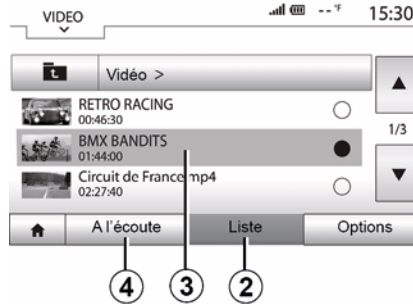 VIDEO
--°F 15:30
Vidéo >
RETRO RACING
00:46:30
1/3
BMX BANDITS
01:44:00
Circuit de France.mp4
02:27:40
A l'écoute Liste Options
4 3 2